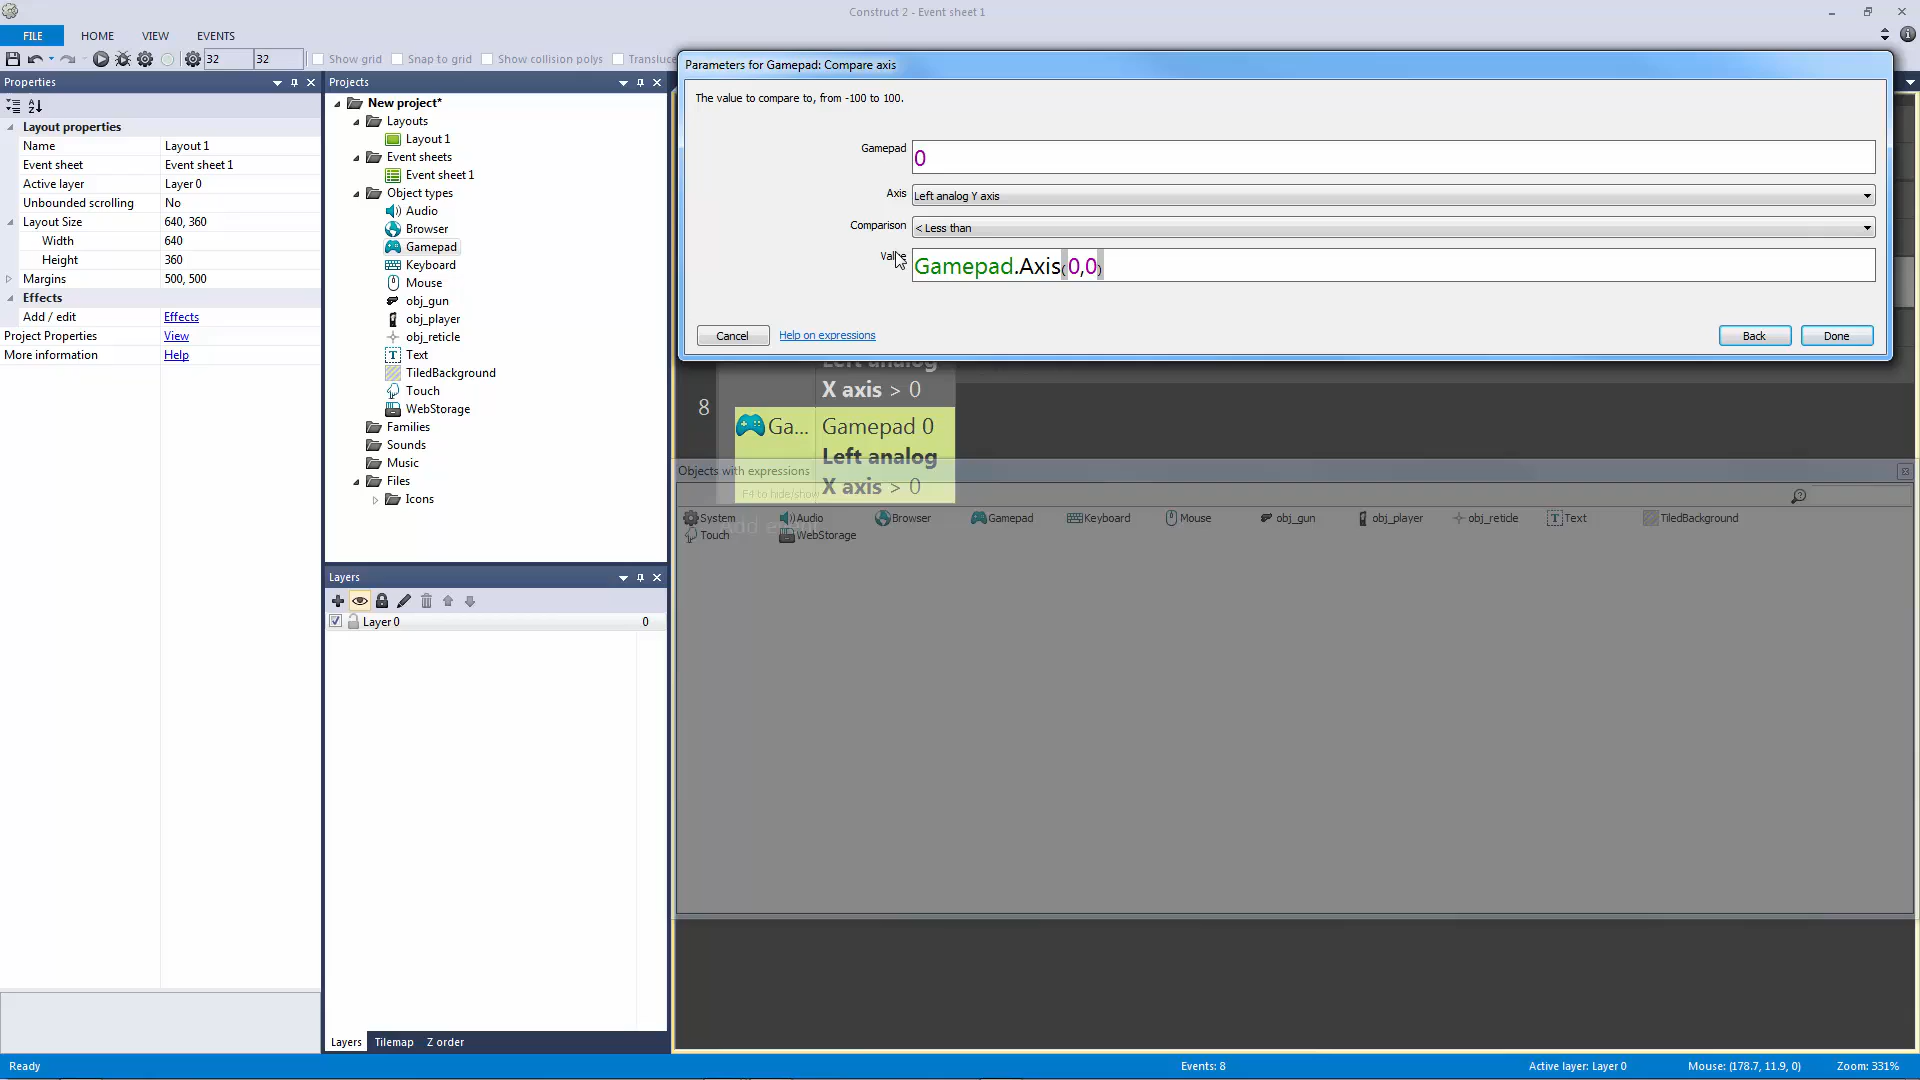 Construct 2 - Event sheet 1
FILE
HOME
VIEW
EVENTS
32
32
Show grid
Snap to grid
Show collision polys
Properties
Layout properties
Name Layout 1
Event sheet Event sheet 1
Active layer Layer 0
Unbounded scrolling No
Layout Size 640, 360
Width 640
Height 360
Margins 500, 500
Effects
Add / edit Effects
Project Properties View
More information Help
Projects
New project*
Layouts
Layout 1
Event sheets
Event sheet 1
Object types
Audio
Browser
Gamepad
Keyboard
Mouse
obj_gun
obj_player
obj_reticle
Text
TiledBackground
Touch
WebStorage
Families
Sounds
Music
Files
Icons
Layers
Layer 0 0
Layers Tilemap Z order
Parameters for Gamepad: Compare axis
The value to compare to, from -100 to 100.
Gamepad 0
Axis Left analog Y axis
Comparison < Less than
Value Gamepad.Axis(0,0)
Cancel
Help on expressions
Back
Done
Left analog
X axis > 0
8
Ga... Gamepad 0
Left analog
X axis > 0
Objects with expressions
F4 to hide/show
System Audio Browser Gamepad Keyboard Mouse obj_gun obj_player obj_reticle Text TiledBackground
Touch WebStorage
Ready
Events: 8
Active layer: Layer 0
Mouse: (178.7, 11.9, 0)
Zoom: 331%